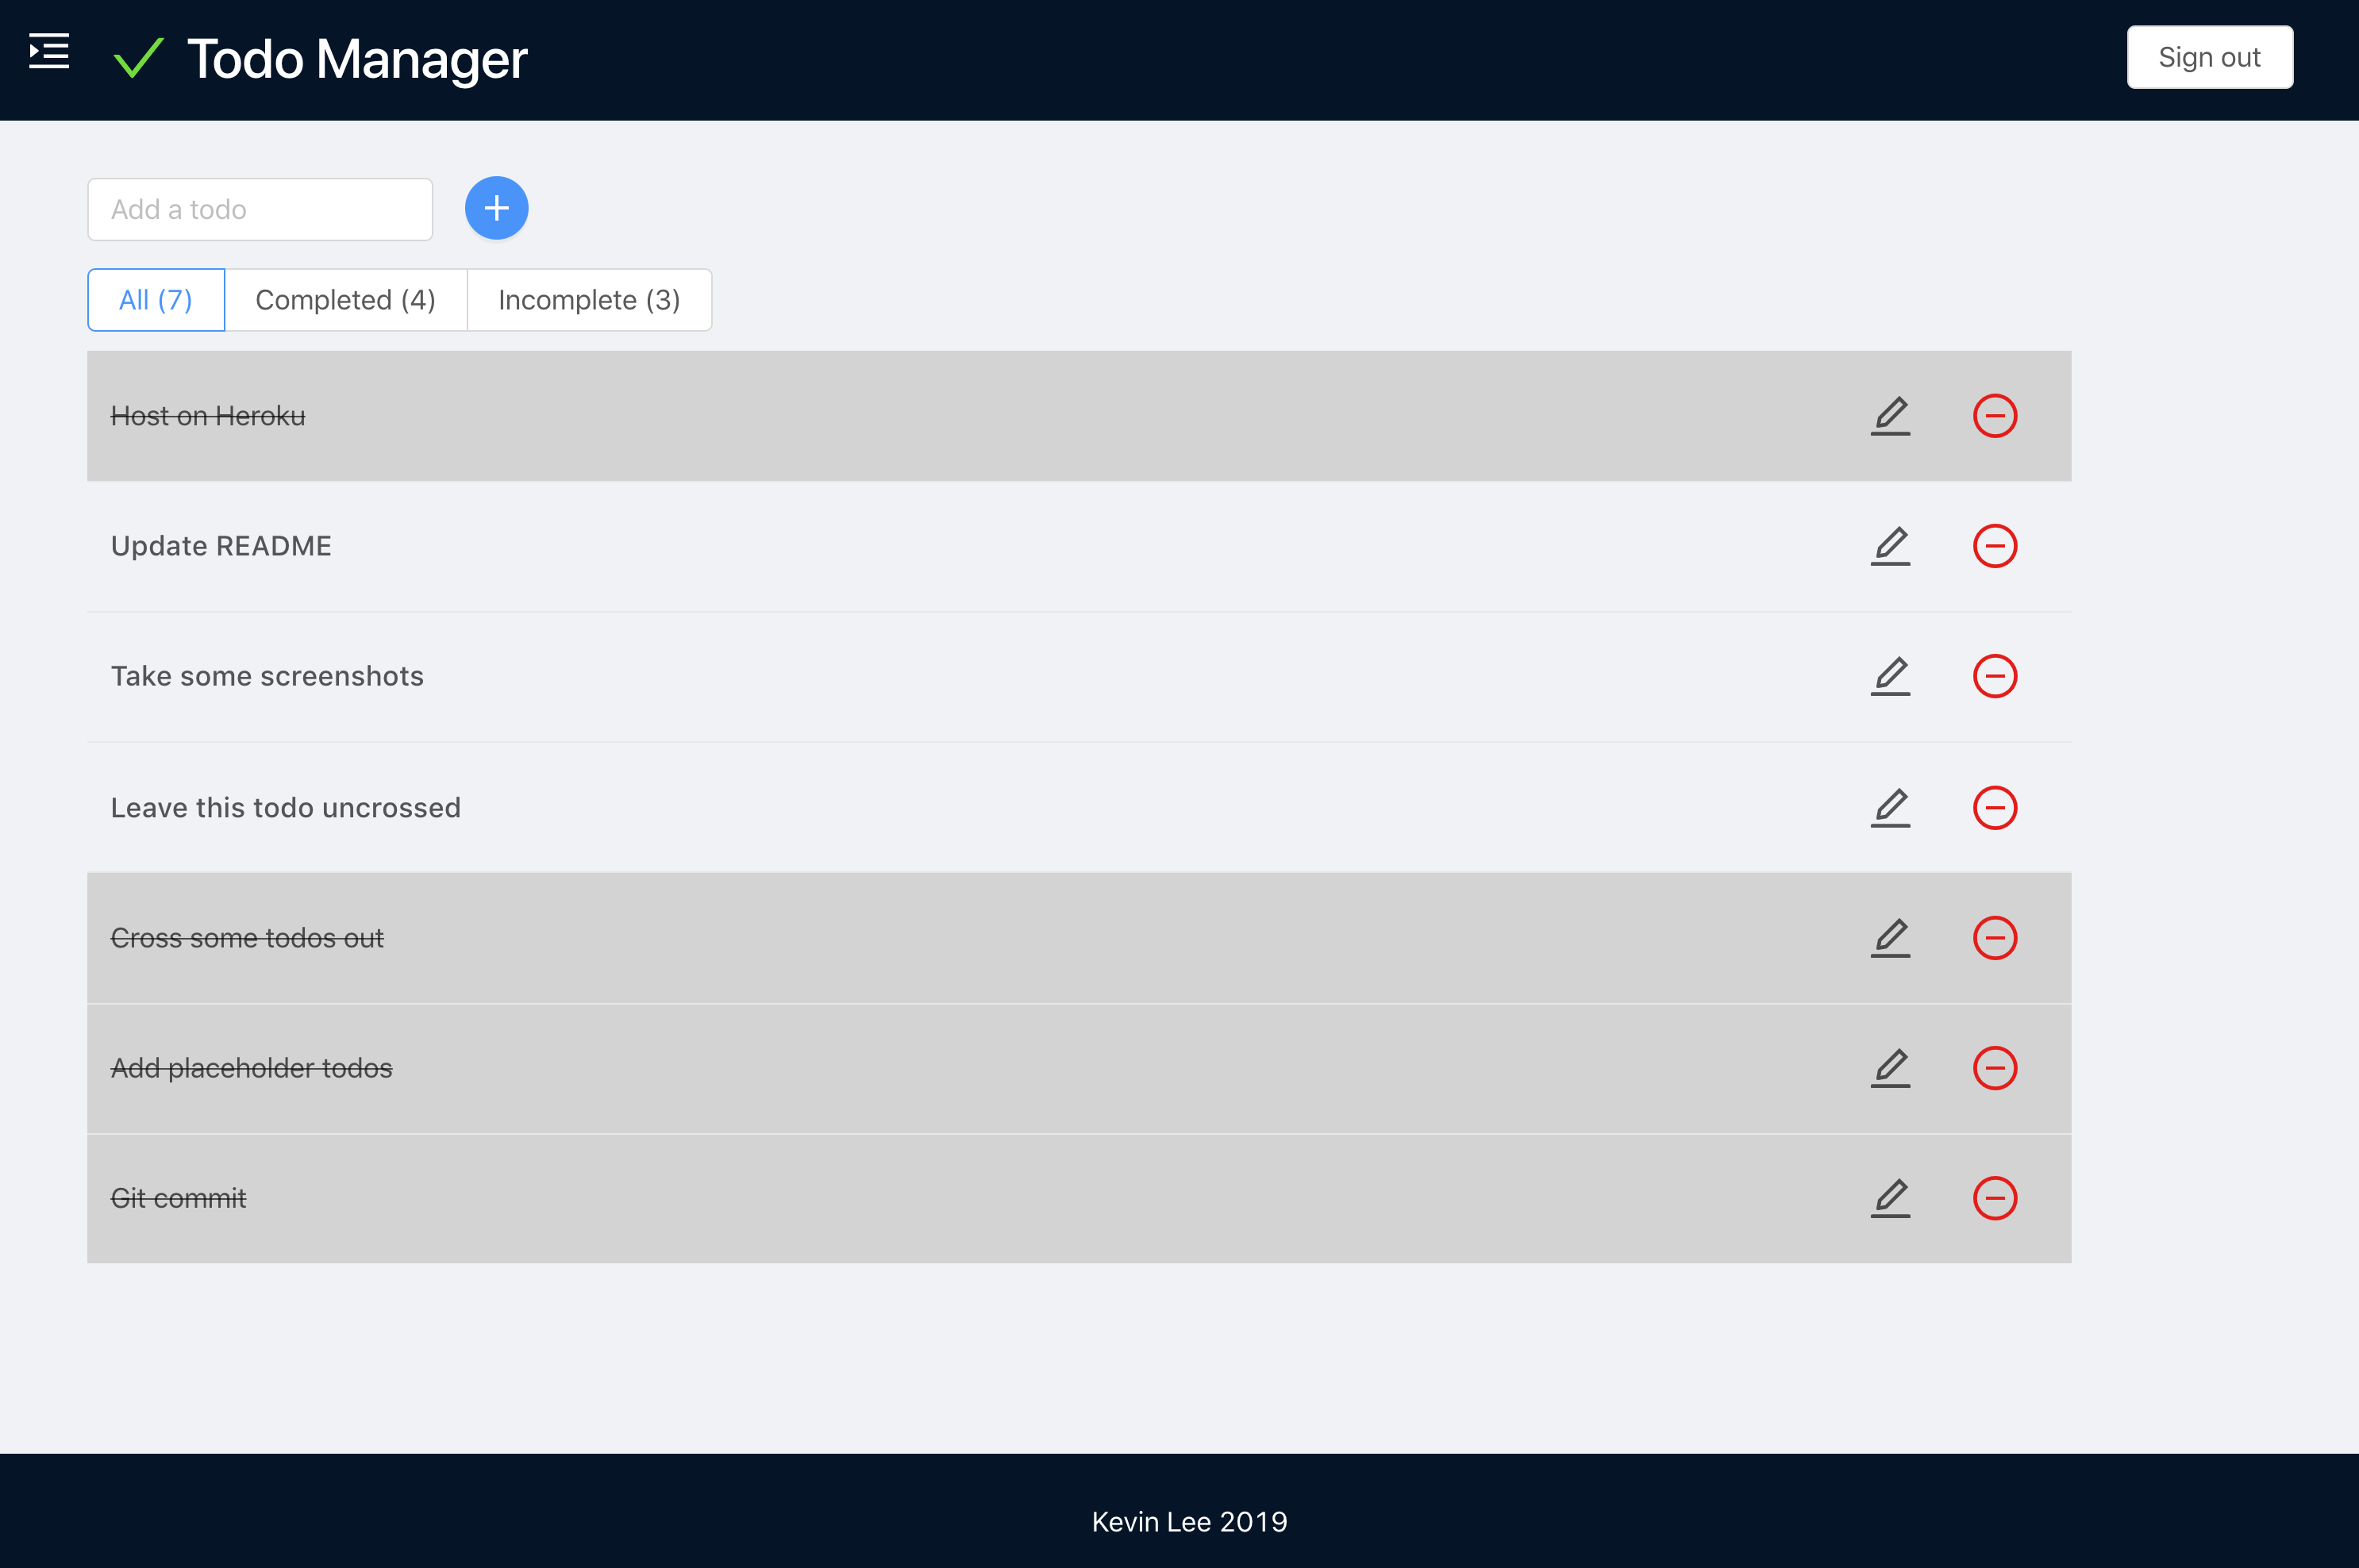 Todo Manager
Sign out
Add a todo
All (7)
Completed (4)
Incomplete (3)
Host on Heroku
Update README
Take some screenshots
Leave this todo uncrossed
Cross some todos out
Add placeholder todos
Git commit
Kevin Lee 2019